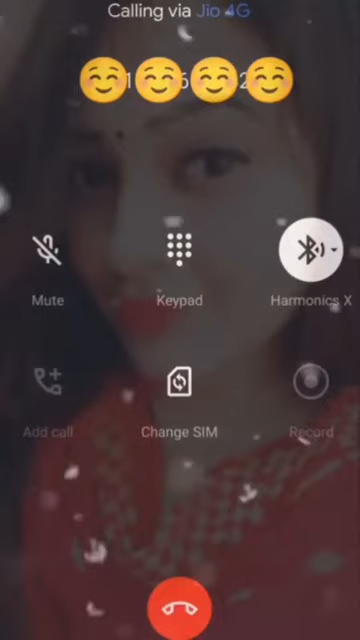 Calling via Jio 4G
Mute
Keypad
Harmonics X
Add call
Change SIM
Record